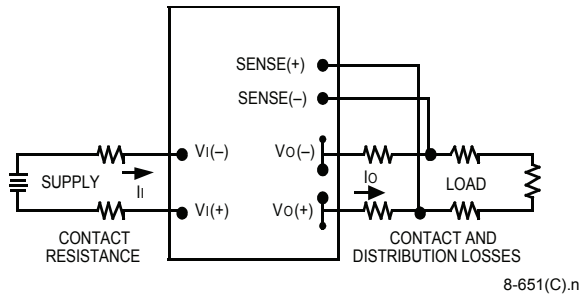 SENSE(+)
SENSE(–)
VI(–)
VO(–)
SUPPLY
II
IO
LOAD
VI(+)
VO(+)
CONTACT
RESISTANCE
CONTACT AND
DISTRIBUTION LOSSES
8-651(C).n